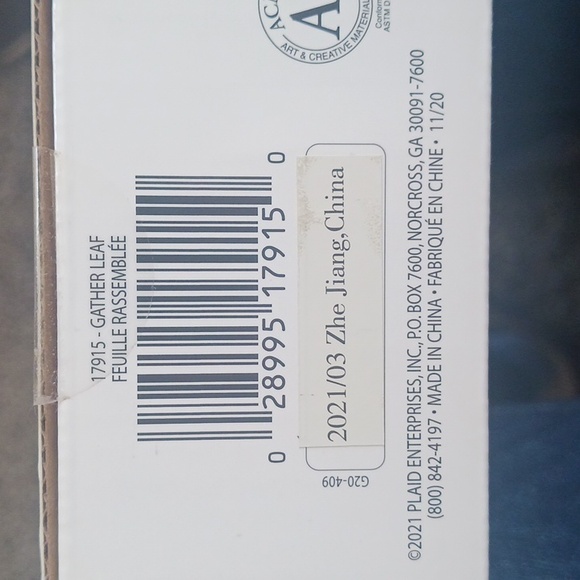 17915 - GATHER LEAF
FEUILLE RASSEMBLÉE
0 28995 17915 0
2021/03 Zhe Jiang,China
G20-409
©2021 PLAID ENTERPRISES, INC., P.O. BOX 7600, NORCROSS, GA 30091-7600
(800) 842-4197 • MADE IN CHINA • FABRIQUÉ EN CHINE • 11/20
ART & CREATIVE MATERIAL
ASTM D